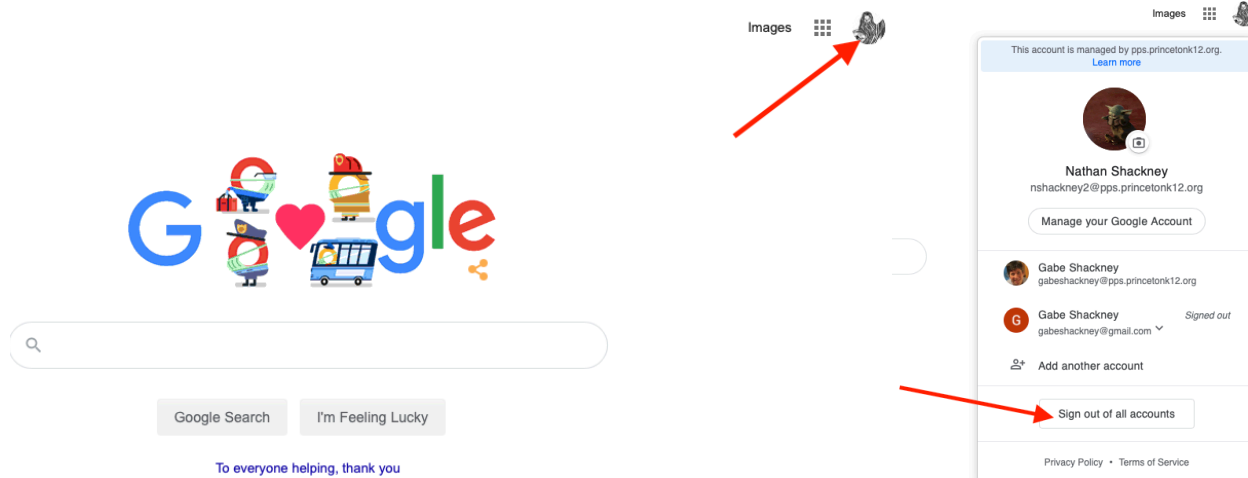 Images
Google
Google Search
I'm Feeling Lucky
To everyone helping, thank you
Images
This account is managed by pps.princetonk12.org.
Learn more
Nathan Shackney
nshackney2@pps.princetonk12.org
Manage your Google Account
Gabe Shackney
gabeshackney@pps.princetonk12.org
G
Gabe Shackney
Signed out
gabeshackney@gmail.com
Add another account
Sign out of all accounts
Privacy Policy • Terms of Service